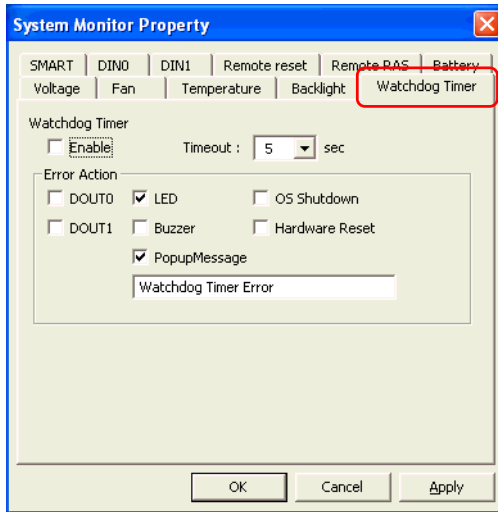 System Monitor Property
SMART DIN0 DIN1 Remote reset Remote RAS Battery
Voltage Fan Temperature Backlight Watchdog Timer
Watchdog Timer
Enable Timeout : 5 sec
Error Action
DOUT0 LED OS Shutdown
DOUT1 Buzzer Hardware Reset
PopupMessage
Watchdog Timer Error
OK Cancel Apply